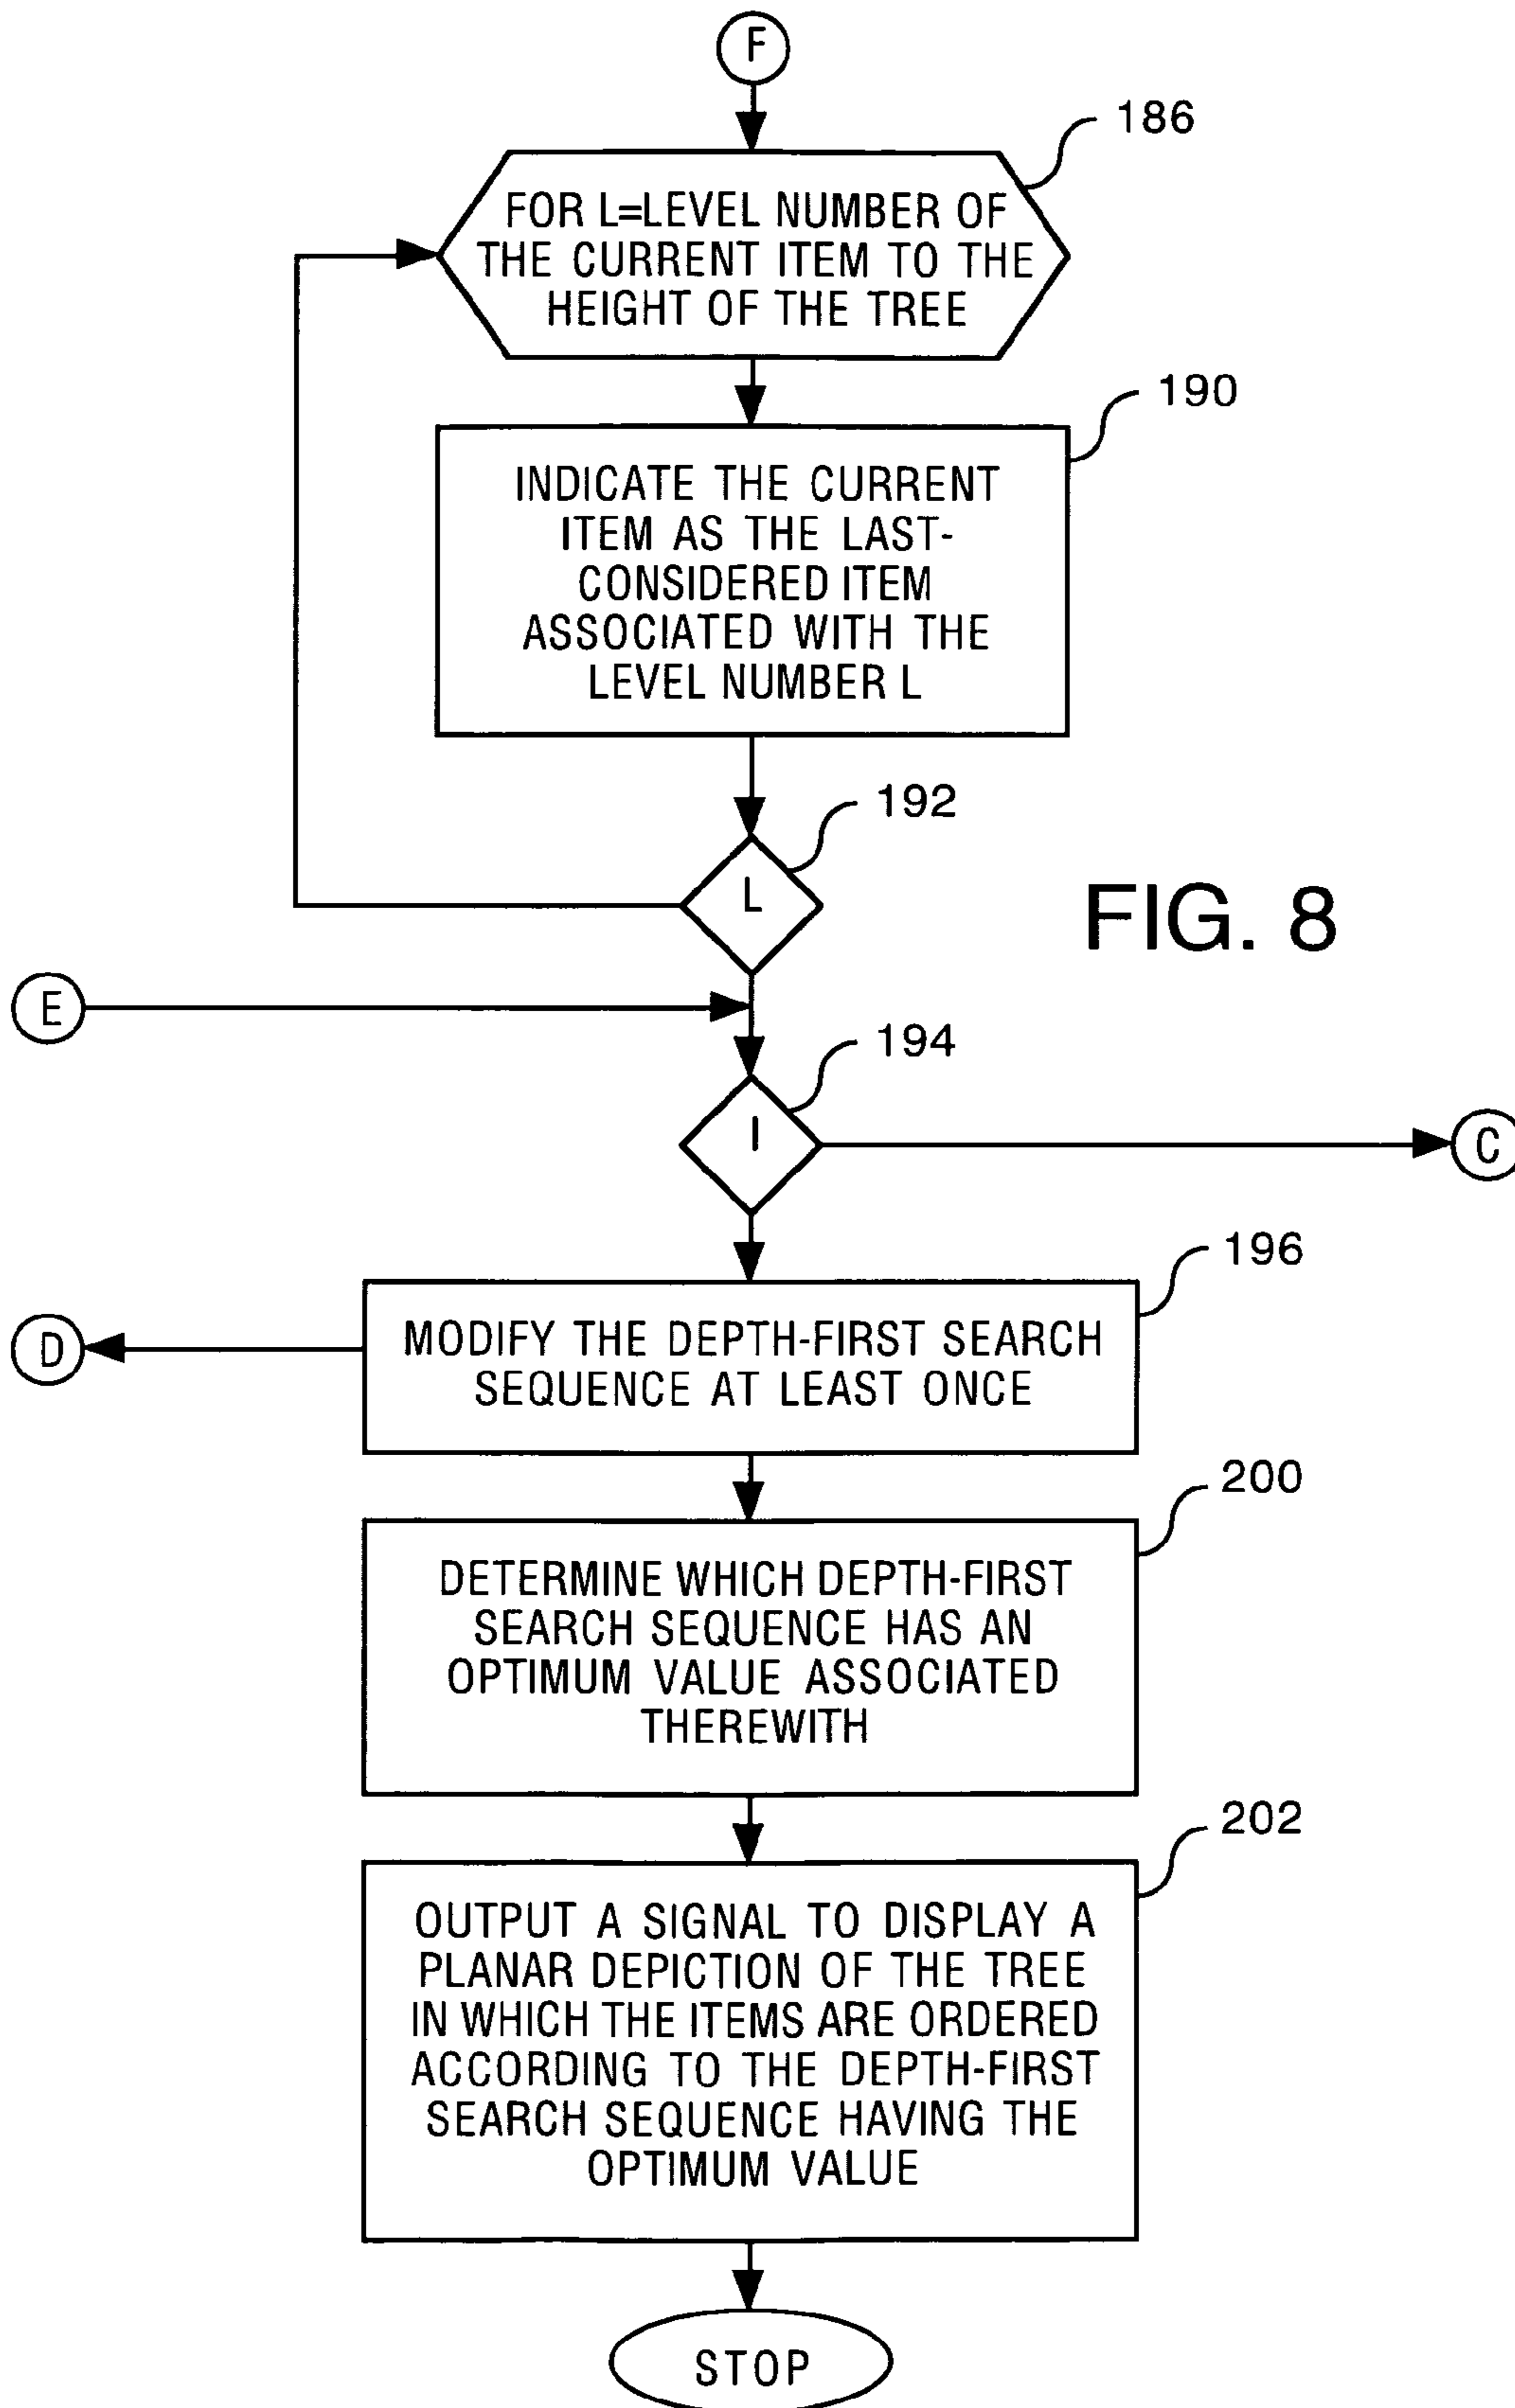 F
186
FOR L=LEVEL NUMBER OF
THE CURRENT ITEM TO THE
HEIGHT OF THE TREE
190
INDICATE THE CURRENT
ITEM AS THE LAST-
CONSIDERED ITEM
ASSOCIATED WITH THE
LEVEL NUMBER L
192
L
FIG. 8
E
194
I
C
196
D
MODIFY THE DEPTH-FIRST SEARCH
SEQUENCE AT LEAST ONCE
200
DETERMINE WHICH DEPTH-FIRST
SEARCH SEQUENCE HAS AN
OPTIMUM VALUE ASSOCIATED
THEREWITH
202
OUTPUT A SIGNAL TO DISPLAY A
PLANAR DEPICTION OF THE TREE
IN WHICH THE ITEMS ARE ORDERED
ACCORDING TO THE DEPTH-FIRST
SEARCH SEQUENCE HAVING THE
OPTIMUM VALUE
STOP